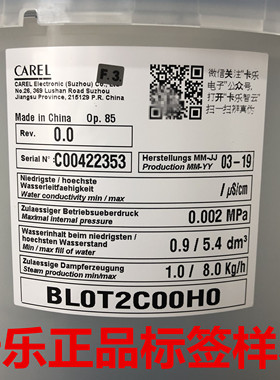 CAREL
CAREL Electronic (Suzhou) Co., Ltd
No.26, 369 Lushan Road Suzhou
Jiangsu Province, 215129 P.R. China
F.3
微信关注“卡乐
电子”公众号,
打开“卡乐智云”
扫一扫辨真伪
Made in China Op. 85
Rev. 0.0
Serial N°: C00422353
Herstellungs MM-JJ
Production MM-YY
03-19
Niedrigste / hoechste
Wasserleitfaehigkeit
Water conductivity min / max
/ µS/cm
Zulaessiger Betriebsueberdruck
Maximal internal pressure
0.002 MPa
Wasserinhalt beim niedrigsten /
hoechsten Wasserstand
Min / max fill of water
0.9 / 5.4 dm³
Zulaessige Dampferzeugung
Steam production min/max
1.0 / 8.0 Kg/h
BL0T2C00H0
乐正品标签样